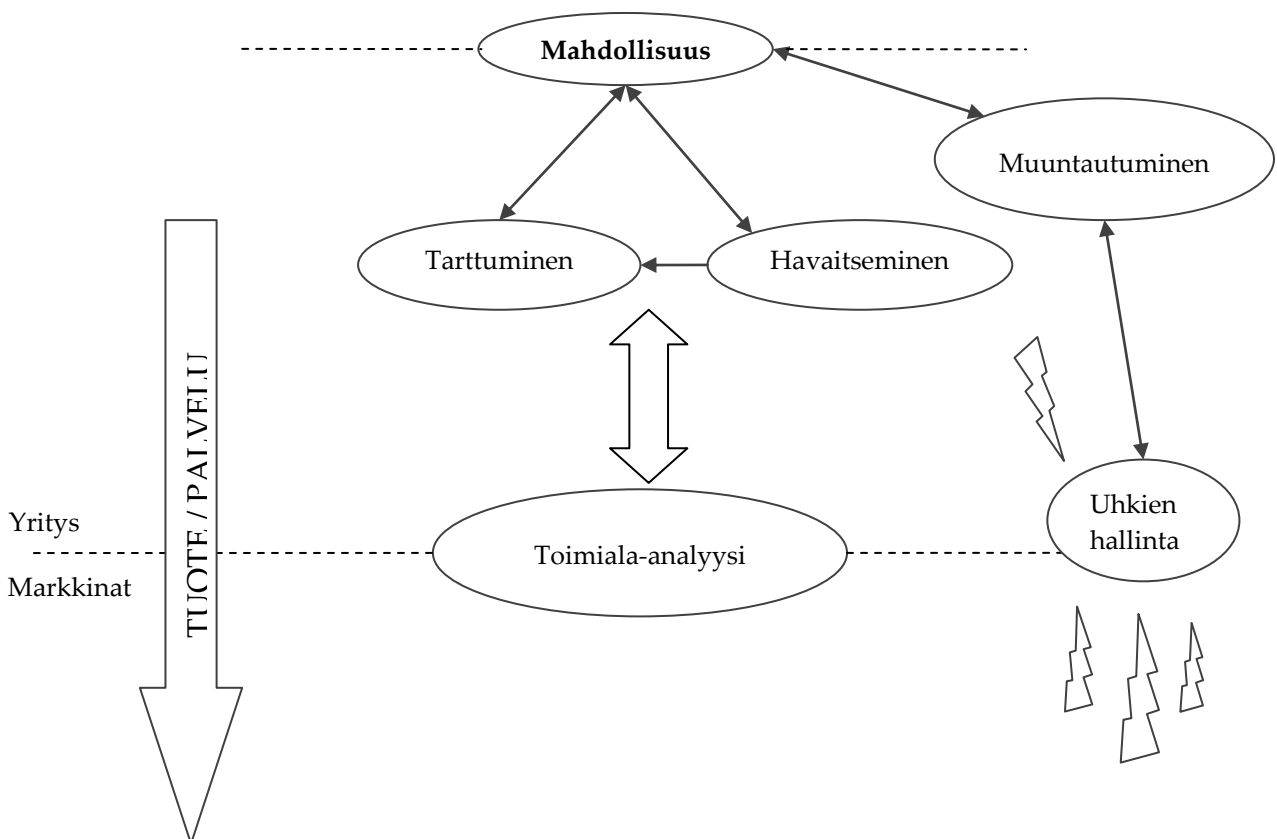 Mahdollisuus
Muuntautuminen
Tarttuminen
Havaitseminen
TUOTE / PALVELU
Uhkien
hallinta
Yritys
Toimiala-analyysi
Markkinat